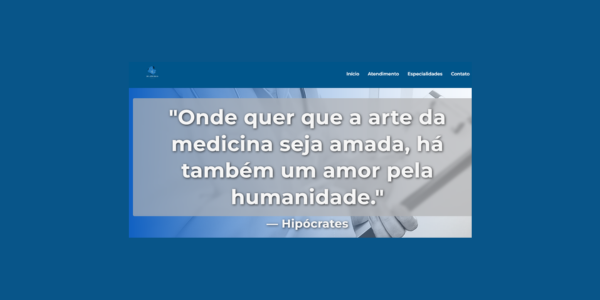 Início Atendimento Especialidades Contato
"Onde quer que a arte da
medicina seja amada, há
também um amor pela
humanidade."
— Hipócrates